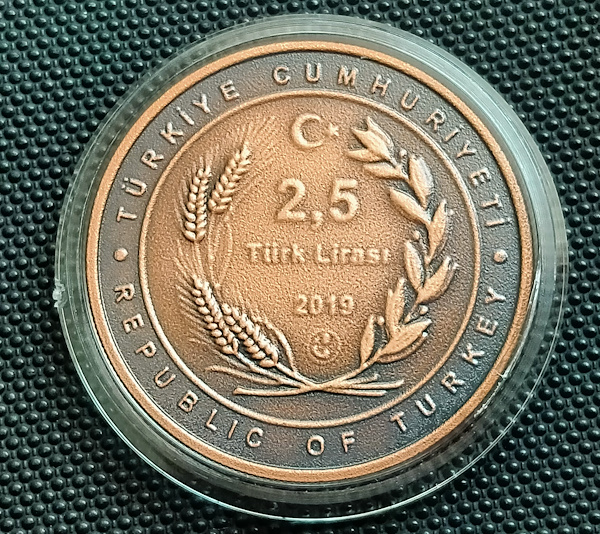 TÜRKİYE CUMHURİYETİ
2,5
Türk Lirası
2019
REPUBLIC OF TURKEY